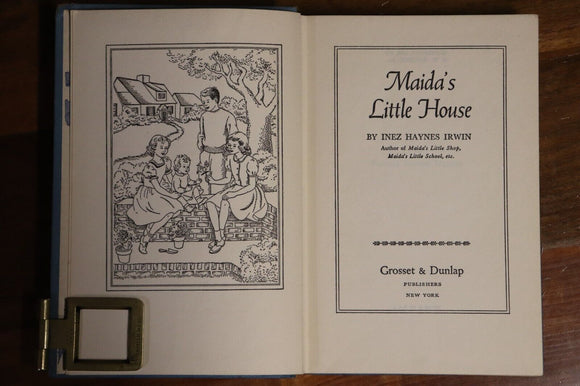 Maida's
Little House
BY INEZ HAYNES IRWIN
Author of Maida's Little Shop,
Maida's Little School, etc.
Grosset & Dunlap
PUBLISHERS
NEW YORK